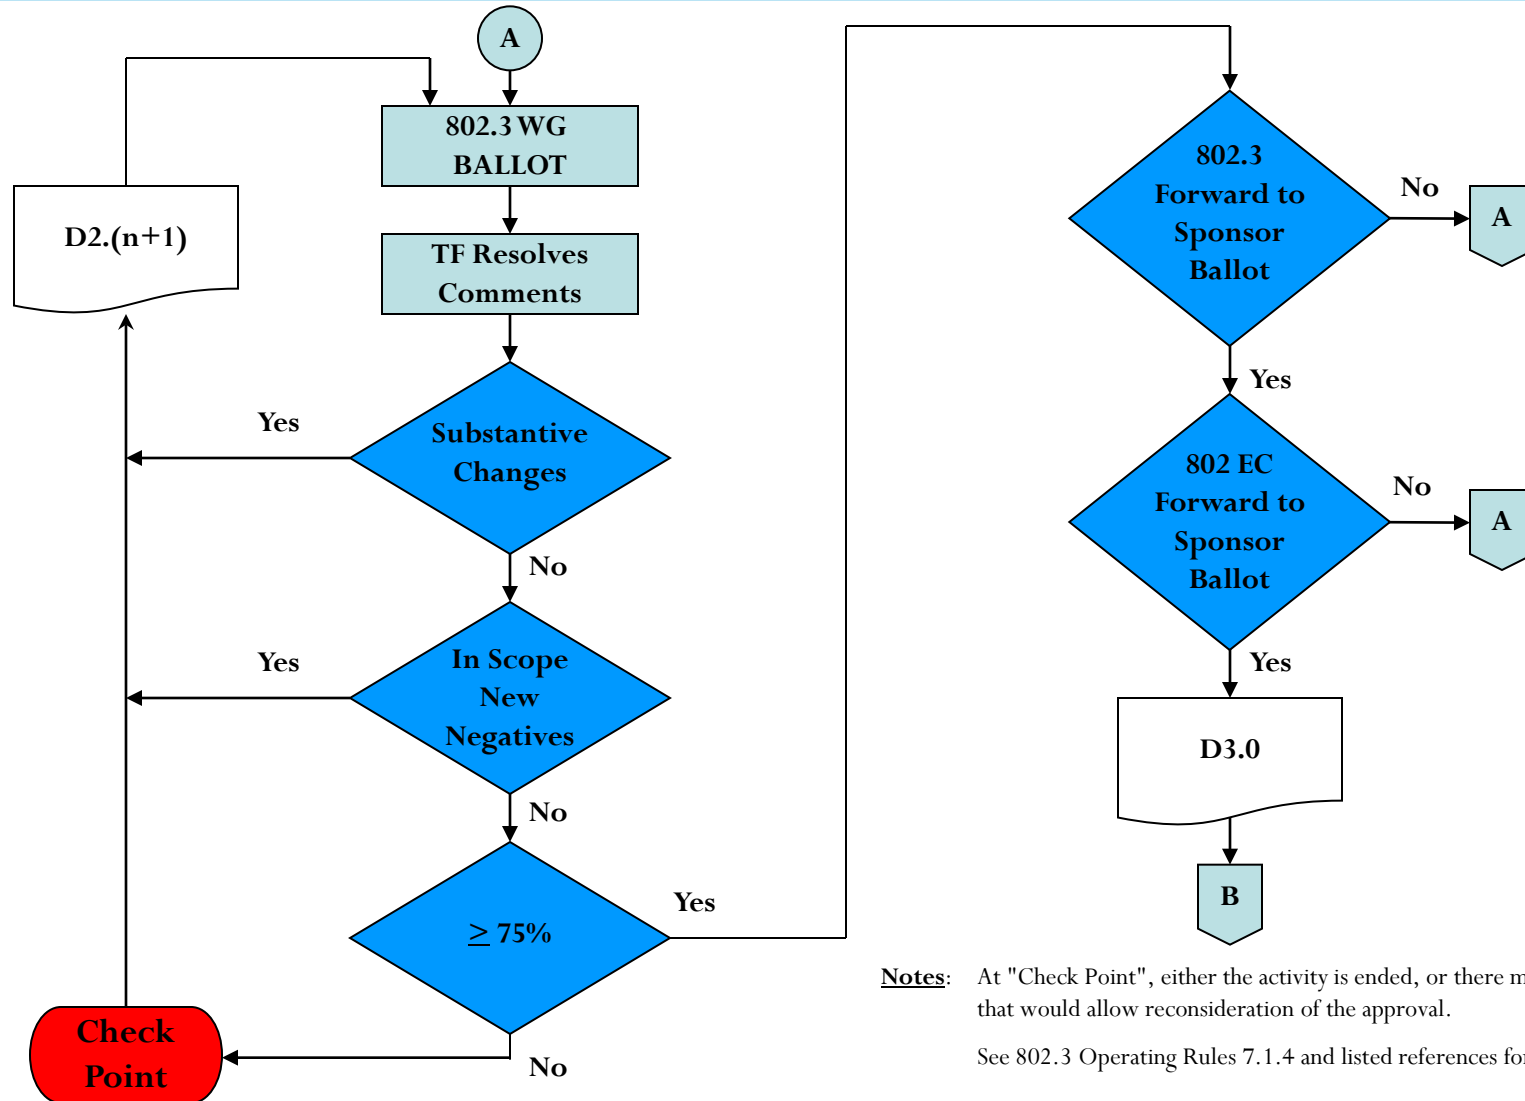 A
802.3 WG
BALLOT
D2.(n+1)
TF Resolves
Comments
Yes
Substantive
Changes
No
Yes
In Scope
New
Negatives
No
≥ 75%
Yes
No
Check
Point
802.3
Forward to
Sponsor
Ballot
No
A
Yes
802 EC
Forward to
Sponsor
Ballot
No
A
Yes
D3.0
B
Notes: At "Check Point", either the activity is ended, or there
that would allow reconsideration of the approval.
See 802.3 Operating Rules 7.1.4 and listed references for